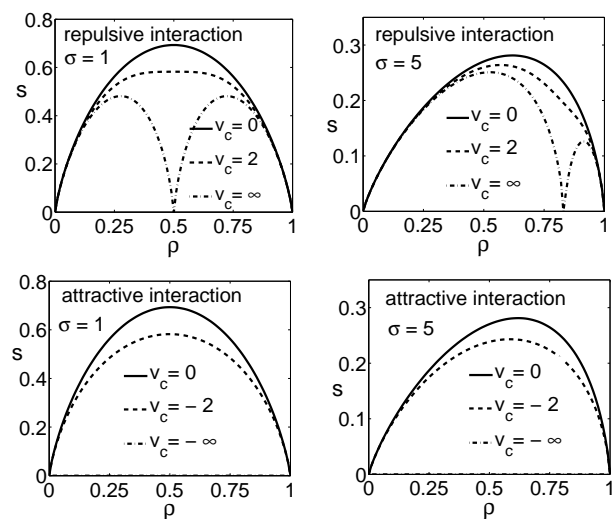 repulsive interaction
σ = 1
v_c = 0
v_c = 2
v_c = ∞
s
0.8
0.6
0.4
0.2
0
0 0.25 0.5 0.75 1
ρ
repulsive interaction
σ = 5
v_c = 0
v_c = 2
v_c = ∞
s
0.3
0.2
0.1
0
0 0.25 0.5 0.75 1
ρ
attractive interaction
σ = 1
v_c = 0
v_c = − 2
v_c = − ∞
s
0.8
0.6
0.4
0.2
0
0 0.25 0.5 0.75 1
ρ
attractive interaction
σ = 5
v_c = 0
v_c = − 2
v_c = − ∞
s
0.3
0.2
0.1
0
0 0.25 0.5 0.75 1
ρ